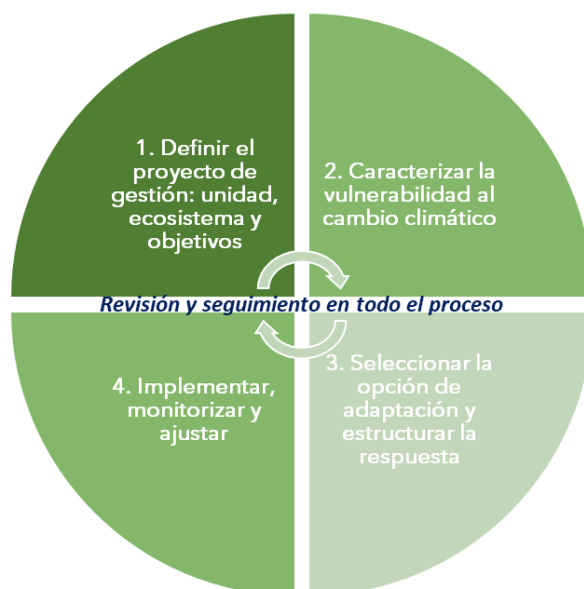 1. Definir el
proyecto de
gestión: unidad,
ecosistema y
objetivos
2. Caracterizar la
vulnerabilidad al
cambio climático
Revisión y seguimiento en todo el proceso
3. Seleccionar la
opción de
adaptación y
estructurar la
respuesta
4. Implementar,
monitorizar y
ajustar